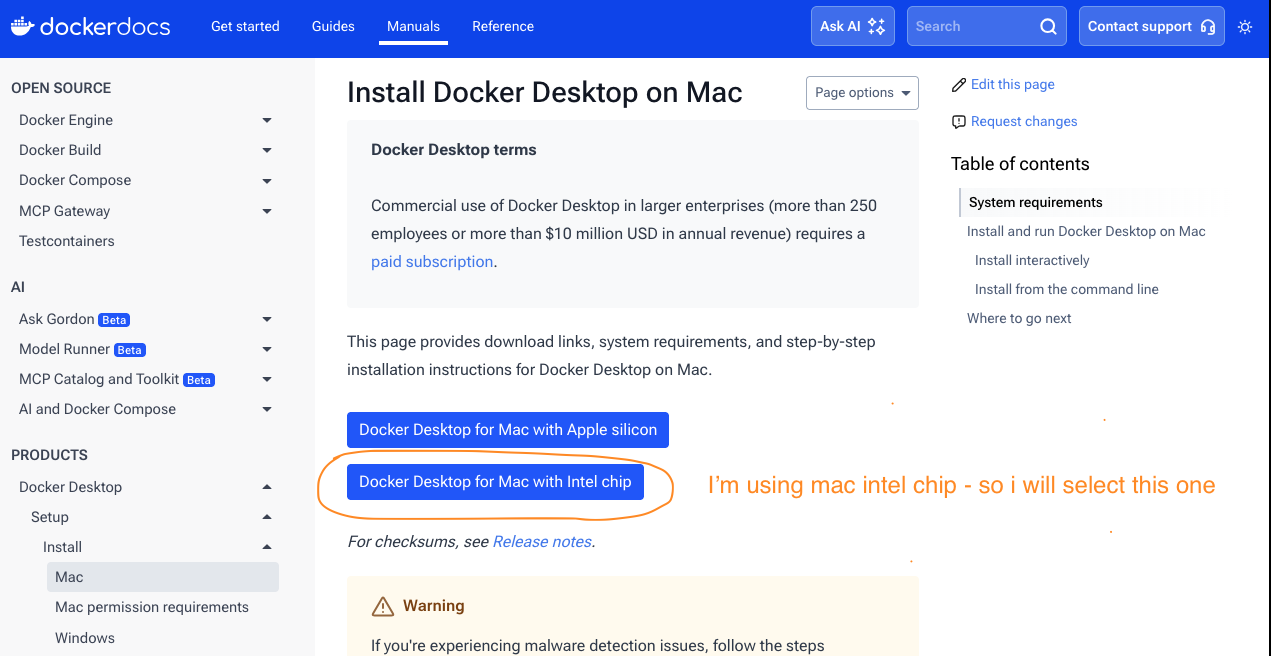 dockerdocs
Get started
Guides
Manuals
Reference
Ask AI
Search
Contact support
OPEN SOURCE
Docker Engine
Docker Build
Docker Compose
MCP Gateway
Testcontainers
AI
Ask Gordon Beta
Model Runner Beta
MCP Catalog and Toolkit Beta
AI and Docker Compose
PRODUCTS
Docker Desktop
Setup
Install
Mac
Mac permission requirements
Windows
Install Docker Desktop on Mac
Page options
Docker Desktop terms
Commercial use of Docker Desktop in larger enterprises (more than 250
employees or more than $10 million USD in annual revenue) requires a
paid subscription.
This page provides download links, system requirements, and step-by-step
installation instructions for Docker Desktop on Mac.
Docker Desktop for Mac with Apple silicon
Docker Desktop for Mac with Intel chip
I'm using mac intel chip - so i will select this one
For checksums, see Release notes.
Warning
If you're experiencing malware detection issues, follow the steps
Edit this page
Request changes
Table of contents
System requirements
Install and run Docker Desktop on Mac
Install interactively
Install from the command line
Where to go next